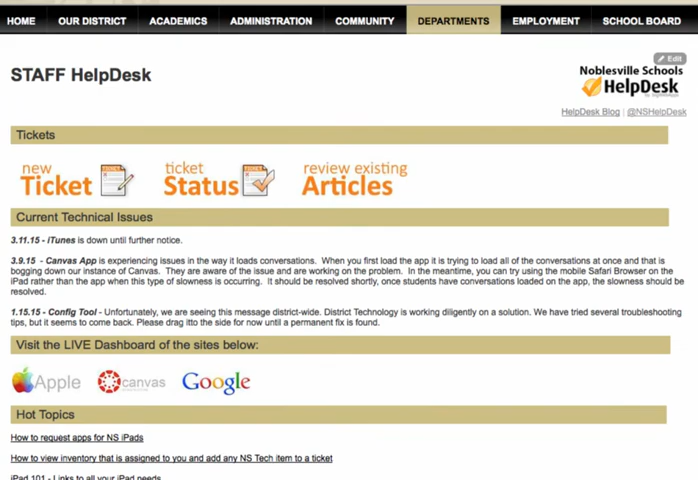 HOME OUR DISTRICT ACADEMICS ADMINISTRATION COMMUNITY DEPARTMENTS EMPLOYMENT SCHOOL BOARD
STAFF HelpDesk
Edit
Noblesville Schools
HelpDesk
HelpDesk Blog | @NSHelpDesk
Tickets
new
Ticket
ticket
Status
review existing
Articles
Current Technical Issues
3.11.15 - iTunes is down until further notice.
3.9.15 - Canvas App is experiencing issues in the way it loads conversations. When you first load the app it is trying to load all of the conversations at once and that is
bogging down our instance of Canvas. They are aware of the issue and are working on the problem. In the meantime, you can try using the mobile Safari Browser on the
iPad rather than the app when this type of slowness is occurring. It should be resolved shortly, once students have conversations loaded on the app, the slowness should be
resolved.
1.15.15 - Config Tool - Unfortunately, we are seeing this message district-wide. District Technology is working diligently on a solution. We have tried several troubleshooting
tips, but it seems to come back. Please drag itto the side for now until a permanent fix is found.
Visit the LIVE Dashboard of the sites below:
Apple canvas Google
Hot Topics
How to request apps for NS iPads
How to view inventory that is assigned to you and add any NS Tech item to a ticket
iPad 101 - Links to all your iPad needs